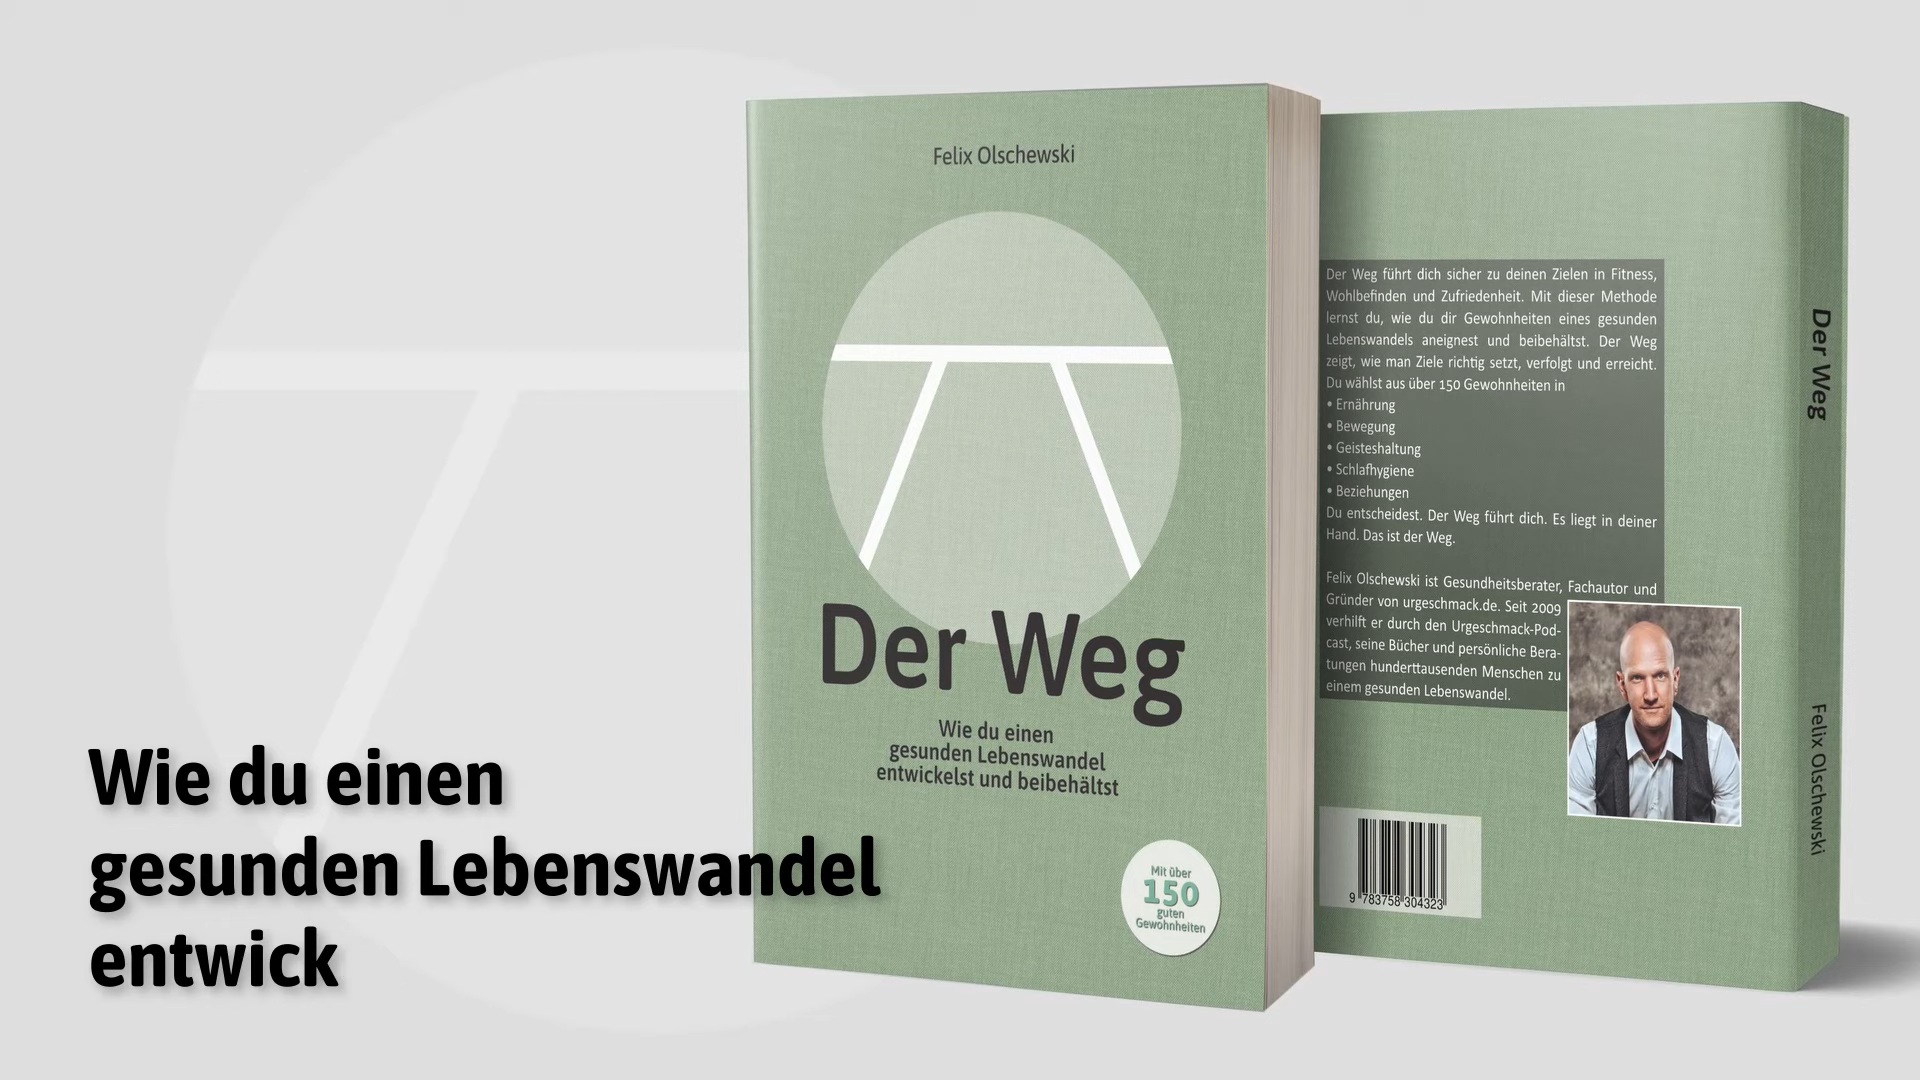 Wie du einen
gesunden Lebenswandel
entwick
Felix Olschewski
Der Weg
Wie du einen
gesunden Lebenswandel
entwickelst und beibehältst
Mit über
150
guten
Gewohnheiten
Der Weg führt dich sicher zu deinen Zielen in Fitness,
Wohlbefinden und Zufriedenheit. Mit dieser Methode
lernst du, wie du dir Gewohnheiten eines gesunden
Lebenswandels aneignest und beibehältst. Der Weg
zeigt, wie man Ziele richtig setzt, verfolgt und erreicht.
Du wählst aus über 150 Gewohnheiten in
• Ernährung
• Bewegung
• Geisteshaltung
• Schlafhygiene
• Beziehungen
Du entscheidest. Der Weg führt dich. Es liegt in deiner
Hand. Das ist der Weg.
Felix Olschewski ist Gesundheitsberater, Fachautor und
Gründer von urgeschmack.de. Seit 2009
verhilft er durch den Urgeschmack-Pod-
cast, seine Bücher und persönliche Bera-
tungen hunderttausenden Menschen zu
einem gesunden Lebenswandel.
9 783758 304323
Der Weg
Felix Olschewski